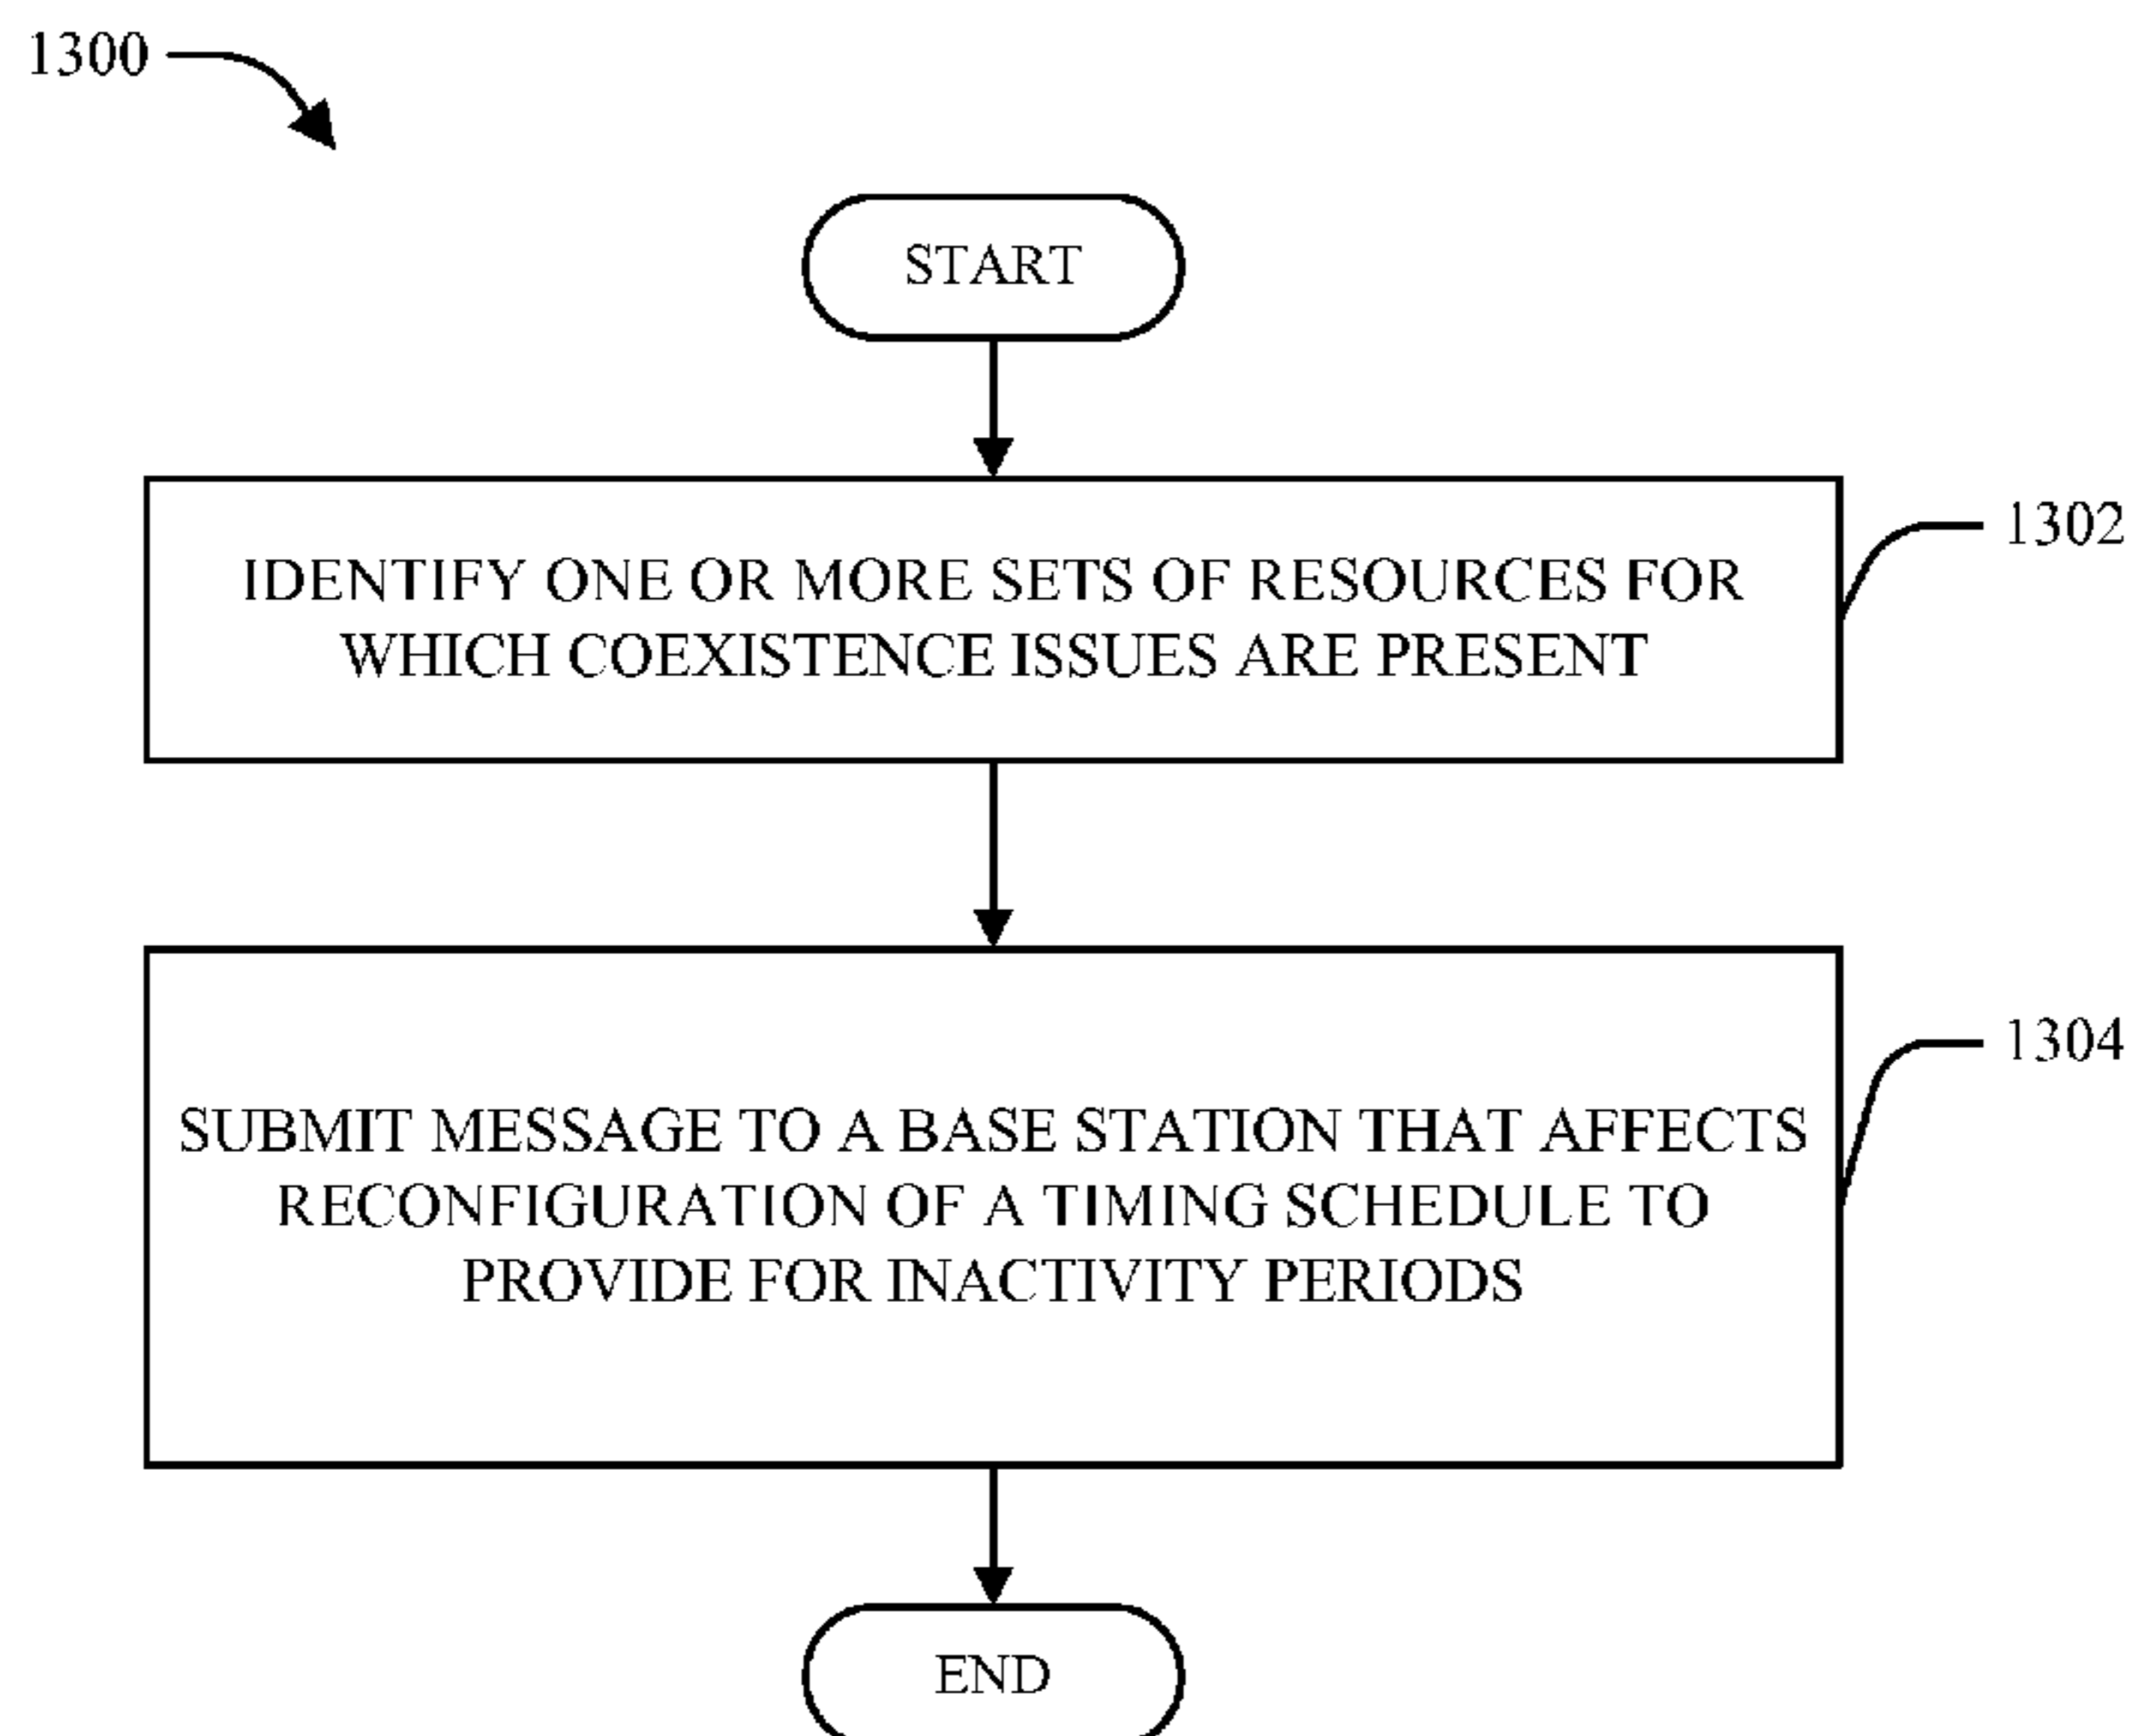 1300
START
IDENTIFY ONE OR MORE SETS OF RESOURCES FOR
WHICH COEXISTENCE ISSUES ARE PRESENT
1302
SUBMIT MESSAGE TO A BASE STATION THAT AFFECTS
RECONFIGURATION OF A TIMING SCHEDULE TO
PROVIDE FOR INACTIVITY PERIODS
1304
END